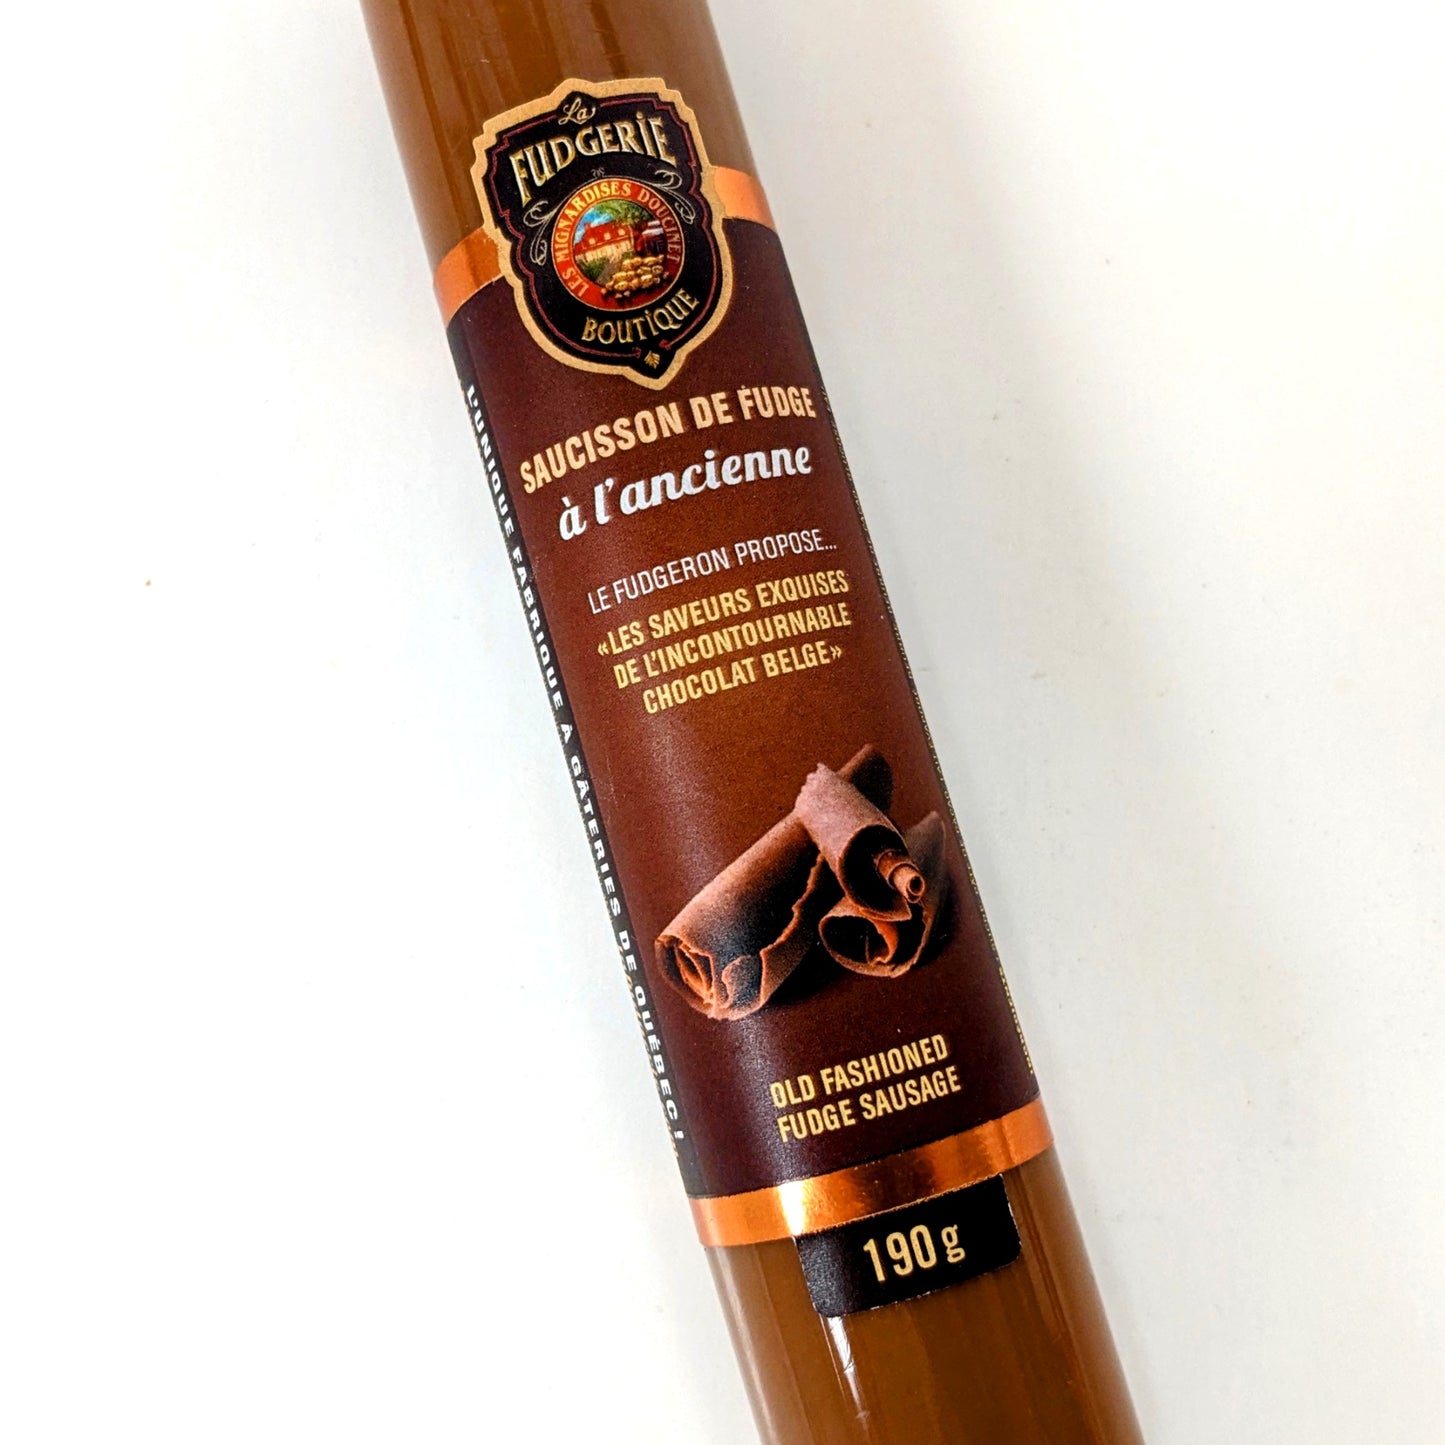 La
FUDGERIE
LES MIGNARDISES DOUCINET
BOUTIQUE
SAUCISSON DE FUDGE
à l'ancienne
LE FUDGERON PROPOSE...
«LES SAVEURS EXQUISES
DE L'INCONTOURNABLE
CHOCOLAT BELGE»
OLD FASHIONED
FUDGE SAUSAGE
190 g
L'UNIQUE FABRIQUE À GÂTERIES DE QUÉBEC!